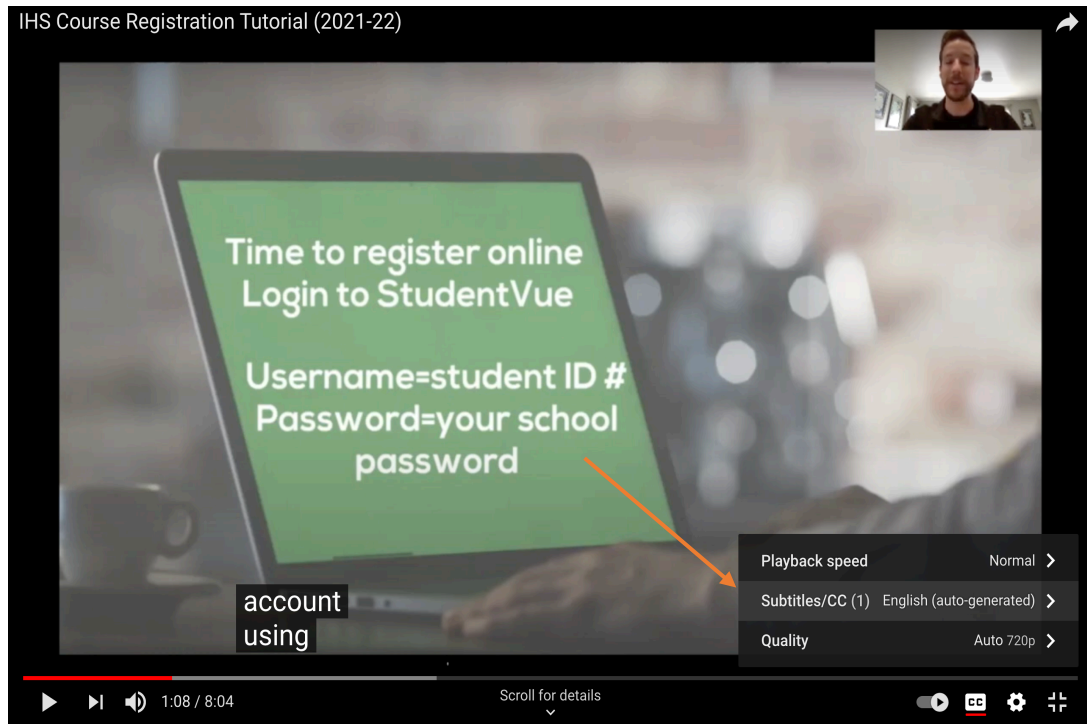 IHS Course Registration Tutorial (2021-22)
Time to register online
Login to StudentVue
Username=student ID #
Password=your school
password
account
using
Playback speed Normal
Subtitles/CC (1) English (auto-generated)
Quality Auto 720p
1:08 / 8:04
Scroll for details
CC